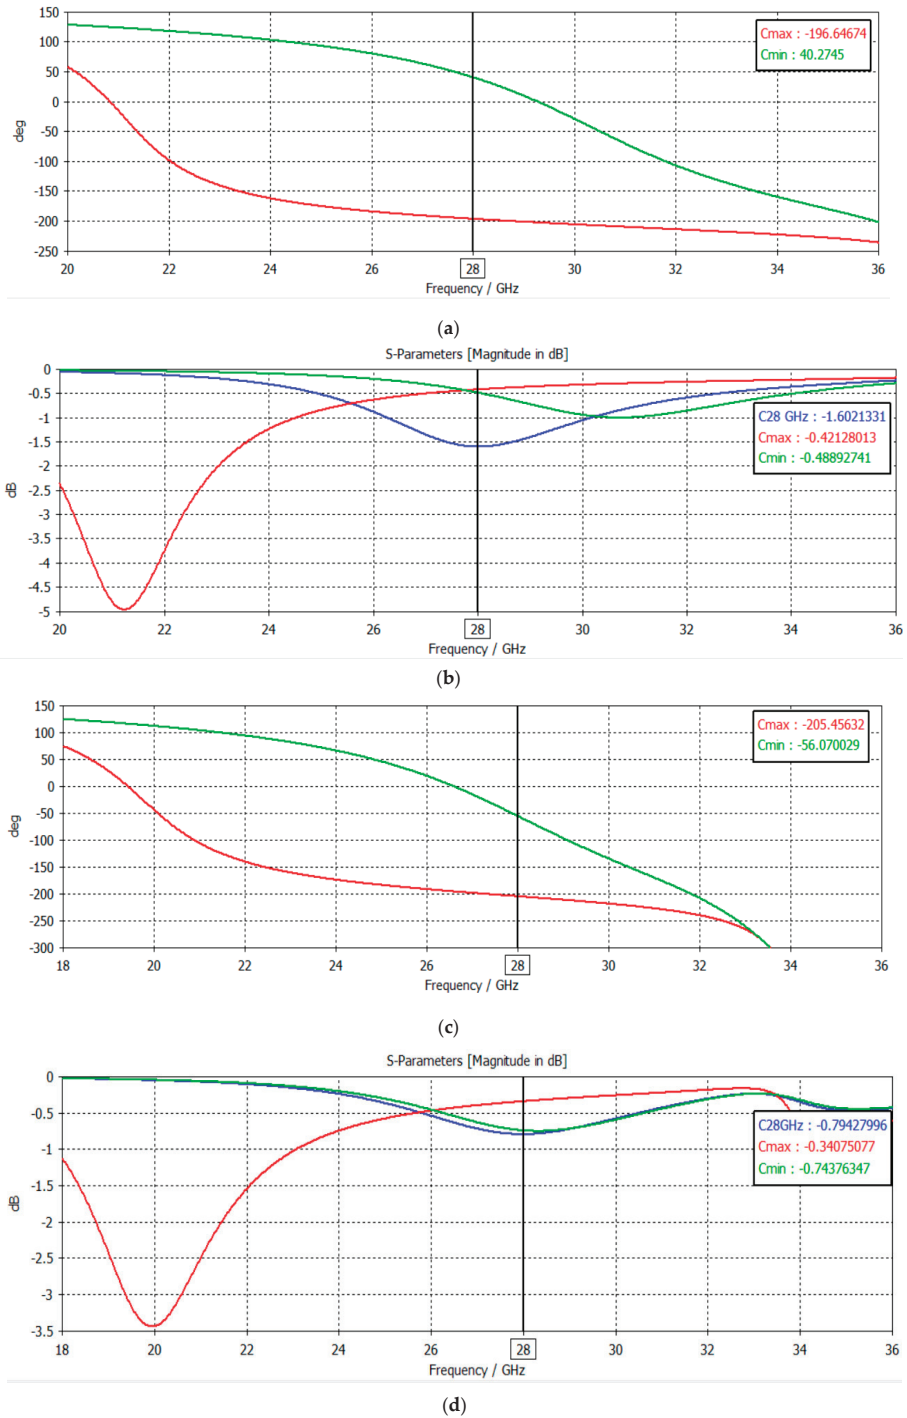 150
100
50
0
-50
-100
-150
-200
-250
deg
Cmax : -196.64674
Cmin : 40.2745
20 22 24 26 28 30 32 34 36
Frequency / GHz
(a)
S-Parameters [Magnitude in dB]
0
-0.5
-1
-1.5
-2
-2.5
-3
-3.5
-4
-4.5
-5
dB
C28 GHz : -1.6021331
Cmax : -0.42128013
Cmin : -0.48892741
20 22 24 26 28 30 32 34 36
Frequency / GHz
(b)
150
100
50
0
-50
-100
-150
-200
-250
-300
deg
Cmax : -205.45632
Cmin : -56.070029
18 20 22 24 26 28 30 32 34 36
Frequency / GHz
(c)
S-Parameters [Magnitude in dB]
0
-0.5
-1
-1.5
-2
-2.5
-3
-3.5
dB
C28GHz : -0.79427996
Cmax : -0.34075077
Cmin : -0.74376347
18 20 22 24 26 28 30 32 34 36
Frequency / GHz
(d)